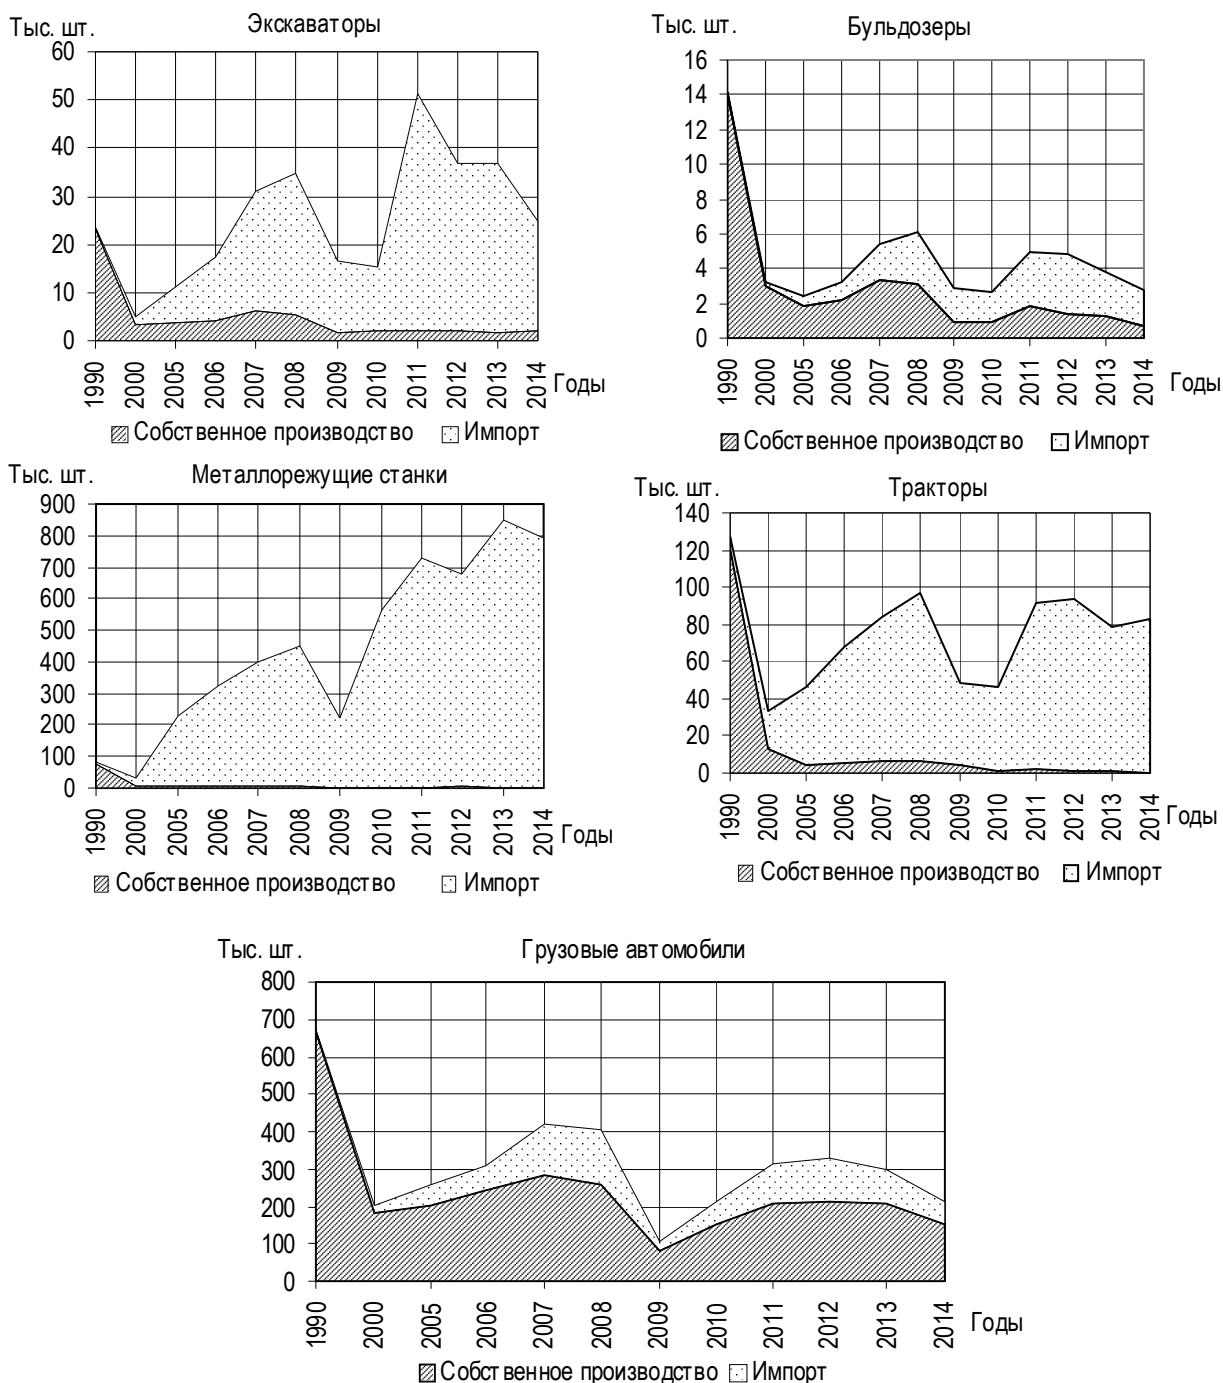 Тыс. шт.
Экскаваторы
60
50
40
30
20
10
0
1990 2000 2005 2006 2007 2008 2009 2010 2011 2012 2013 2014 Годы
Собственное производство Импорт
Тыс. шт.
Бульдозеры
16
14
12
10
8
6
4
2
0
1990 2000 2005 2006 2007 2008 2009 2010 2011 2012 2013 2014 Годы
Собственное производство Импорт
Тыс. шт.
Металлорежущие станки
900
800
700
600
500
400
300
200
100
0
1990 2000 2005 2006 2007 2008 2009 2010 2011 2012 2013 2014 Годы
Собственное производство Импорт
Тыс. шт.
Тракторы
140
120
100
80
60
40
20
0
1990 2000 2005 2006 2007 2008 2009 2010 2011 2012 2013 2014 Годы
Собственное производство Импорт
Тыс. шт.
Грузовые автомобили
800
700
600
500
400
300
200
100
0
1990 2000 2005 2006 2007 2008 2009 2010 2011 2012 2013 2014 Годы
Собственное производство Импорт